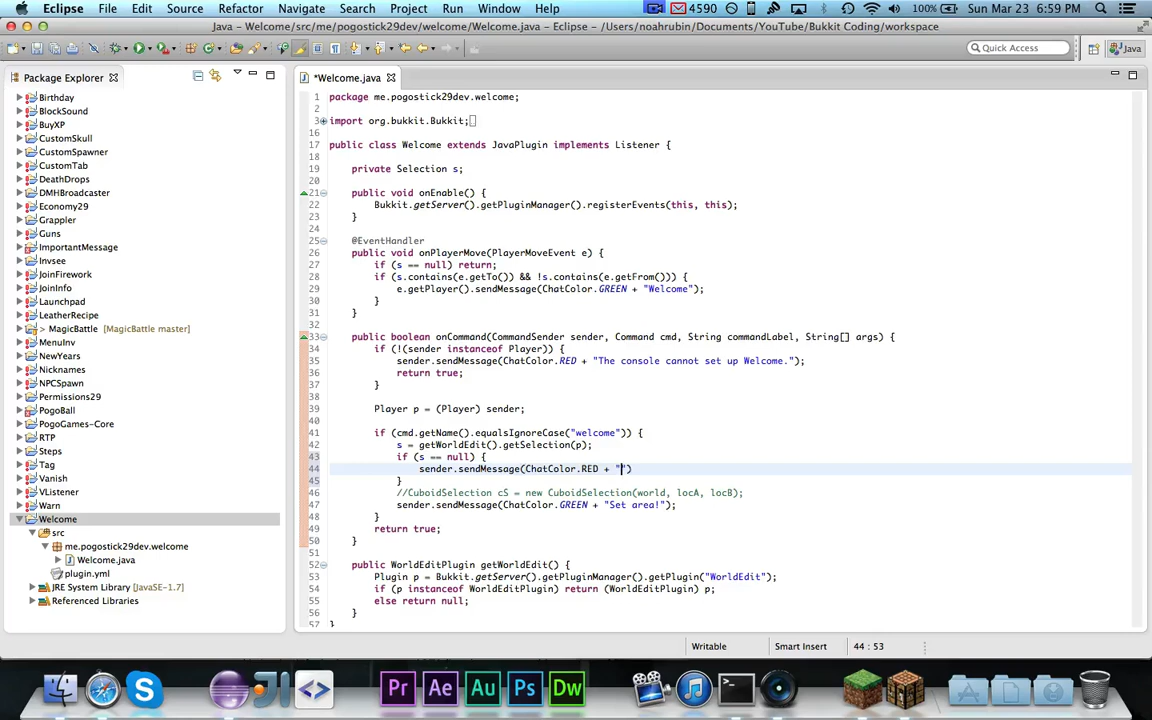 Eclipse File Edit Source Refactor Navigate Search Project Run Window Help 4590 100% Sun Mar 23 6:59 PM
Java - Welcome/src/me/pogostick29dev/welcome/Welcome.java - Eclipse - /Users/noahrubin/Documents/YouTube/Bukkit Coding/workspace
Quick Access Java
Package Explorer
Birthday
BlockSound
BuyXP
CustomSkull
CustomSpawner
CustomTab
DeathDrops
DMHBroadcaster
Economy29
Grappler
Guns
ImportantMessage
Invsee
JoinFirework
JoinInfo
Launchpad
LeatherRecipe
> MagicBattle [MagicBattle master]
MenuInv
NewYears
Nicknames
NPCSpawn
Permissions29
PogoBall
PogoGames-Core
RTP
Steps
Tag
Vanish
VListener
Warn
Welcome
src
me.pogostick29dev.welcome
Welcome.java
plugin.yml
JRE System Library [JavaSE-1.7]
Referenced Libraries
*Welcome.java
1 package me.pogostick29dev.welcome;
2
3 import org.bukkit.Bukkit;
16
17 public class Welcome extends JavaPlugin implements Listener {
18
19 private Selection s;
20
21 public void onEnable() {
22 Bukkit.getServer().getPluginManager().registerEvents(this, this);
23 }
24
25 @EventHandler
26 public void onPlayerMove(PlayerMoveEvent e) {
27 if (s == null) return;
28 if (s.contains(e.getTo()) && !s.contains(e.getFrom())) {
29 e.getPlayer().sendMessage(ChatColor.GREEN + "Welcome");
30 }
31 }
32
33 public boolean onCommand(CommandSender sender, Command cmd, String commandLabel, String[] args) {
34 if (!(sender instanceof Player)) {
35 sender.sendMessage(ChatColor.RED + "The console cannot set up Welcome.");
36 return true;
37 }
38
39 Player p = (Player) sender;
40
41 if (cmd.getName().equalsIgnoreCase("welcome")) {
42 s = getWorldEdit().getSelection(p);
43 if (s == null) {
44 sender.sendMessage(ChatColor.RED + "")
45 }
46 //CuboidSelection cS = new CuboidSelection(world, locA, locB);
47 sender.sendMessage(ChatColor.GREEN + "Set area!");
48 }
49 return true;
50 }
51
52 public WorldEditPlugin getWorldEdit() {
53 Plugin p = Bukkit.getServer().getPluginManager().getPlugin("WorldEdit");
54 if (p instanceof WorldEditPlugin) return (WorldEditPlugin) p;
55 else return null;
56 }
57 }
Writable Smart Insert 44 : 53
Pr Ae Au Ps Dw